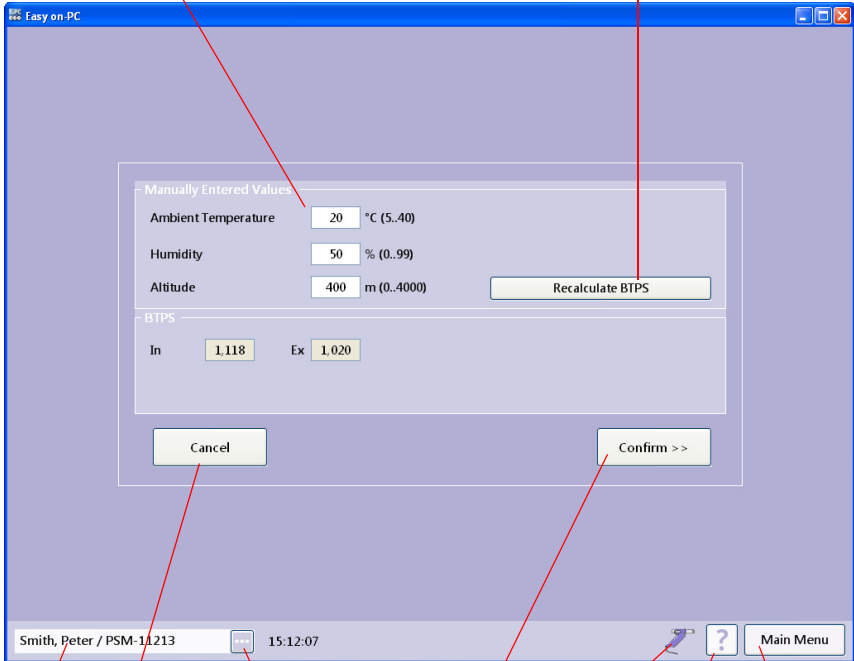 Easy on-PC
Manually Entered Values
Ambient Temperature 20 °C (5..40)
Humidity 50 % (0..99)
Altitude 400 m (0..4000) Recalculate BTPS
BTPS
In 1,118 Ex 1,020
Cancel Confirm >>
Smith, Peter / PSM-11213 ... 15:12:07 ? Main Menu